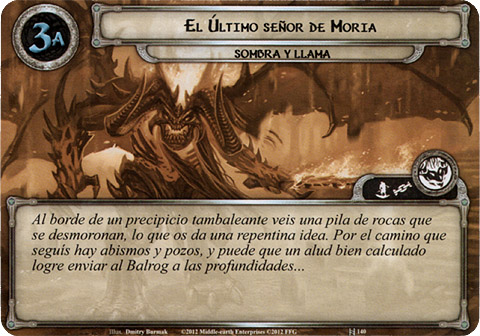 3A
El Último señor de Moria
SOMBRA Y LLAMA
Al borde de un precipicio tambaleante veis una pila de rocas que
se desmoronan, lo que os da una repentina idea. Por el camino que
seguís hay abismos y pozos, y puede que un alud bien calculado
logre enviar al Balrog a las profundidades...
Illus. Dmitry Burmak ©2012 Middle-earth Enterprises ©2012 FFG 140